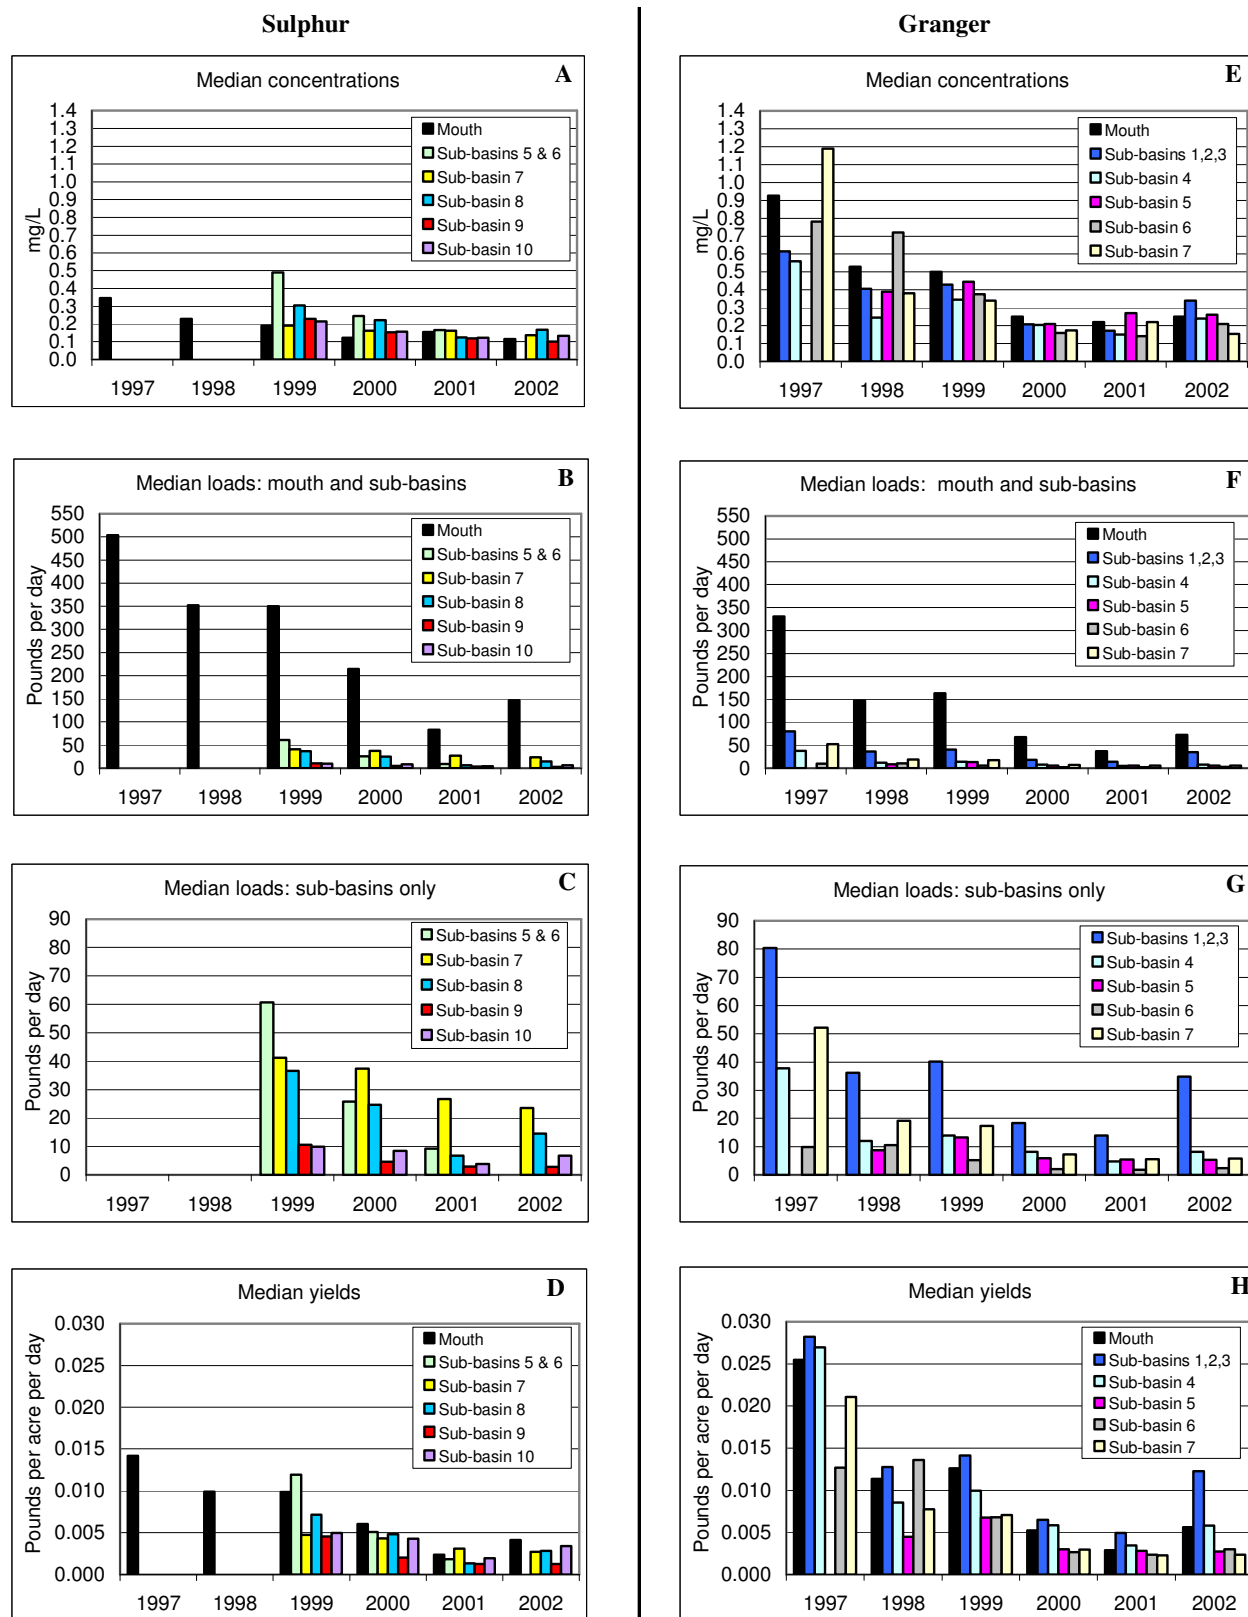 Sulphur
A
Median concentrations
mg/L
1.4
1.3
1.2
1.1
1.0
0.9
0.8
0.7
0.6
0.5
0.4
0.3
0.2
0.1
0.0
Mouth
Sub-basins 5 & 6
Sub-basin 7
Sub-basin 8
Sub-basin 9
Sub-basin 10
1997 1998 1999 2000 2001 2002
B
Median loads: mouth and sub-basins
Pounds per day
550
500
450
400
350
300
250
200
150
100
50
0
Mouth
Sub-basins 5 & 6
Sub-basin 7
Sub-basin 8
Sub-basin 9
Sub-basin 10
1997 1998 1999 2000 2001 2002
C
Median loads: sub-basins only
Pounds per day
90
80
70
60
50
40
30
20
10
0
Sub-basins 5 & 6
Sub-basin 7
Sub-basin 8
Sub-basin 9
Sub-basin 10
1997 1998 1999 2000 2001 2002
D
Median yields
Pounds per acre per day
0.030
0.025
0.020
0.015
0.010
0.005
0.000
Mouth
Sub-basins 5 & 6
Sub-basin 7
Sub-basin 8
Sub-basin 9
Sub-basin 10
1997 1998 1999 2000 2001 2002
Granger
E
Median concentrations
mg/L
1.4
1.3
1.2
1.1
1.0
0.9
0.8
0.7
0.6
0.5
0.4
0.3
0.2
0.1
0.0
Mouth
Sub-basins 1,2,3
Sub-basin 4
Sub-basin 5
Sub-basin 6
Sub-basin 7
1997 1998 1999 2000 2001 2002
F
Median loads: mouth and sub-basins
Pounds per day
550
500
450
400
350
300
250
200
150
100
50
0
Mouth
Sub-basins 1,2,3
Sub-basin 4
Sub-basin 5
Sub-basin 6
Sub-basin 7
1997 1998 1999 2000 2001 2002
G
Median loads: sub-basins only
Pounds per day
90
80
70
60
50
40
30
20
10
0
Sub-basins 1,2,3
Sub-basin 4
Sub-basin 5
Sub-basin 6
Sub-basin 7
1997 1998 1999 2000 2001 2002
H
Median yields
Pounds per acre per day
0.030
0.025
0.020
0.015
0.010
0.005
0.000
Mouth
Sub-basins 1,2,3
Sub-basin 4
Sub-basin 5
Sub-basin 6
Sub-basin 7
1997 1998 1999 2000 2001 2002